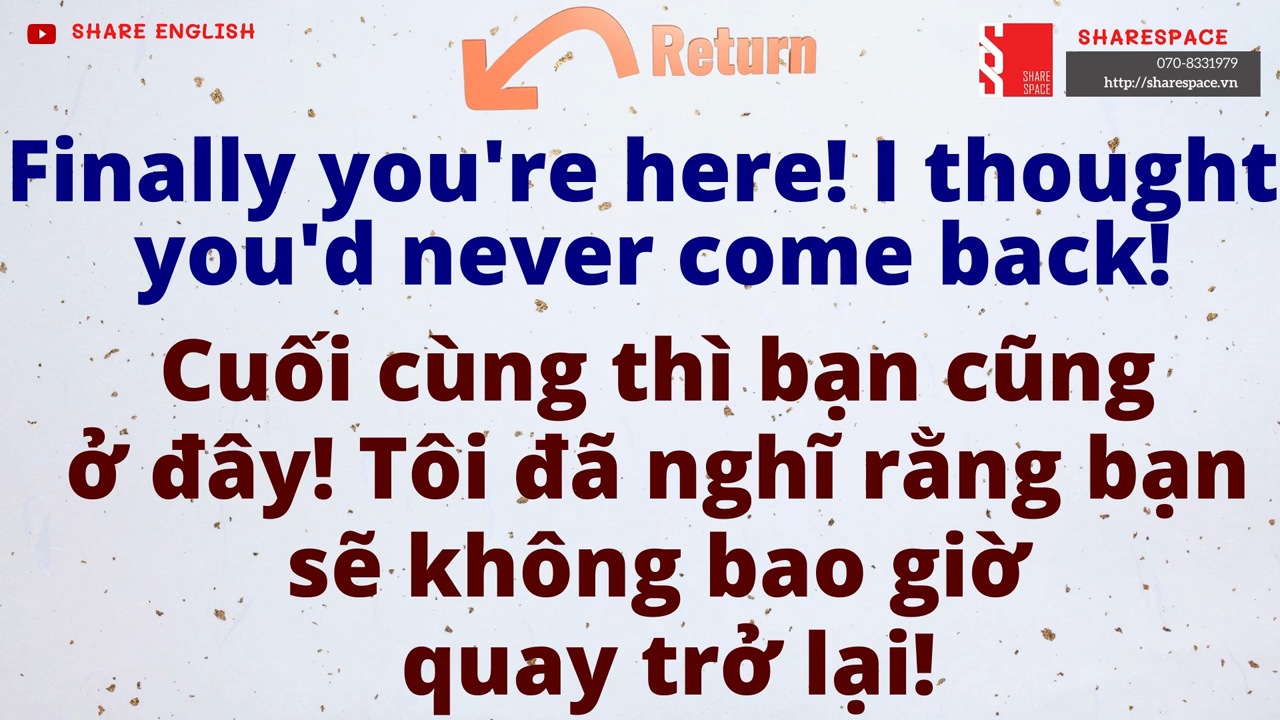 SHARE ENGLISH
Return
SHARE
SPACE
SHARESPACE
070-8331979
http://sharespace.vn
Finally you're here! I thought
you'd never come back!
Cuối cùng thì bạn cũng
ở đây! Tôi đã nghĩ rằng bạn
sẽ không bao giờ
quay trở lại!